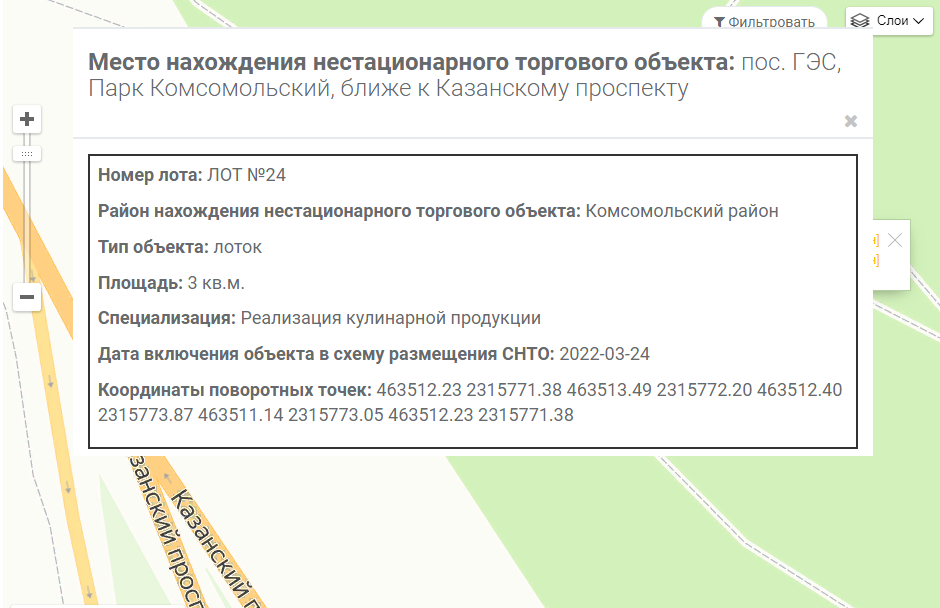 Фильтровать
Слои
Место нахождения нестационарного торгового объекта: пос. ГЭС,
Парк Комсомольский, ближе к Казанскому проспекту
Номер лота: ЛОТ №24
Район нахождения нестационарного торгового объекта: Комсомольский район
Тип объекта: лоток
Площадь: 3 кв.м.
Специализация: Реализация кулинарной продукции
Дата включения объекта в схему размещения СНТО: 2022-03-24
Координаты поворотных точек: 463512.23 2315771.38 463513.49 2315772.20 463512.40
2315773.87 463511.14 2315773.05 463512.23 2315771.38
занский просп
Казанский п